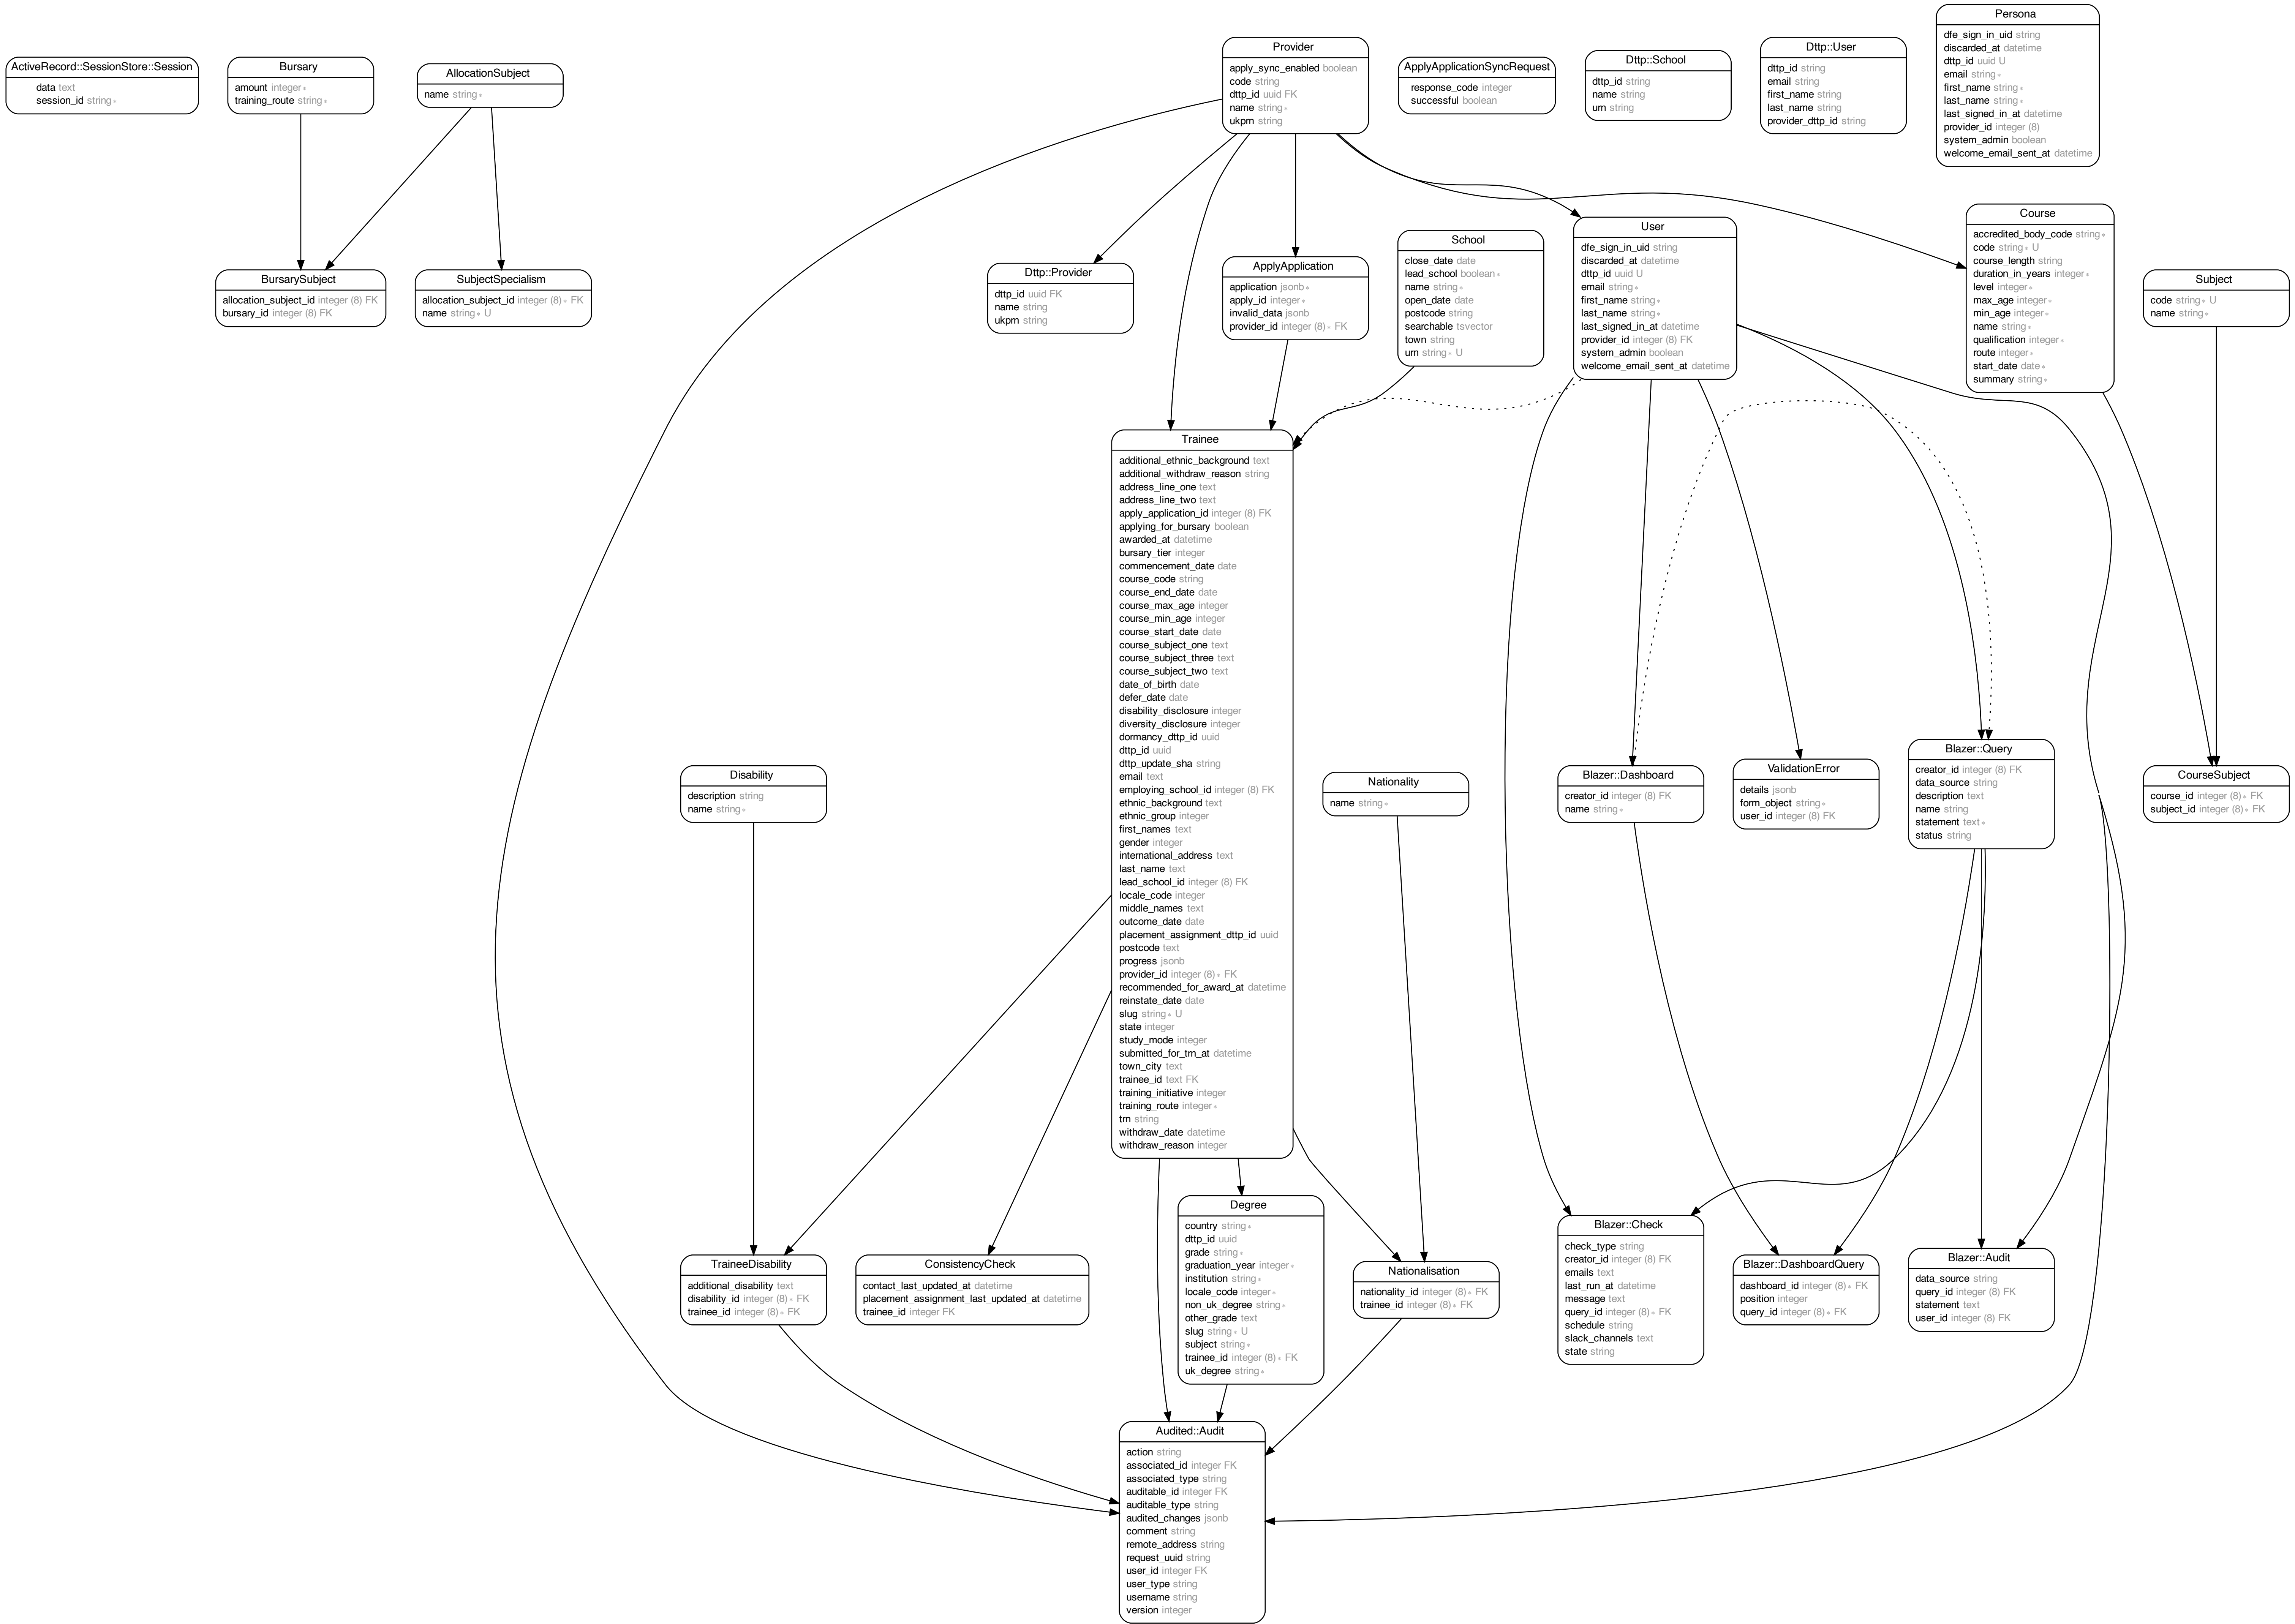 ActiveRecord::SessionStore::Session
data text
session_id string∗
Bursary
amount integer∗
training_route string∗
AllocationSubject
name string∗
Provider
apply_sync_enabled boolean
code string
dttp_id uuid FK
name string∗
ukprn string
ApplyApplicationSyncRequest
response_code integer
successful boolean
Dttp::School
dttp_id string
name string
urn string
Dttp::User
dttp_id string
email string
first_name string
last_name string
provider_dttp_id string
Persona
dfe_sign_in_uid string
discarded_at datetime
dttp_id uuid U
email string∗
first_name string∗
last_name string∗
last_signed_in_at datetime
provider_id integer (8)
system_admin boolean
welcome_email_sent_at datetime
BursarySubject
allocation_subject_id integer (8) FK
bursary_id integer (8) FK
SubjectSpecialism
allocation_subject_id integer (8)∗ FK
name string∗ U
Dttp::Provider
dttp_id uuid FK
name string
ukprn string
ApplyApplication
application jsonb∗
apply_id integer∗
invalid_data jsonb
provider_id integer (8)∗ FK
School
close_date date
lead_school boolean∗
name string∗
open_date date
postcode string
searchable tsvector
town string
urn string∗ U
User
dfe_sign_in_uid string
discarded_at datetime
dttp_id uuid U
email string∗
first_name string∗
last_name string∗
last_signed_in_at datetime
provider_id integer (8) FK
system_admin boolean
welcome_email_sent_at datetime
Course
accredited_body_code string∗
code string∗ U
course_length string
duration_in_years integer∗
level integer∗
max_age integer∗
min_age integer∗
name string∗
qualification integer∗
route integer∗
start_date date∗
summary string∗
Subject
code string∗ U
name string∗
Trainee
additional_ethnic_background text
additional_withdraw_reason string
address_line_one text
address_line_two text
apply_application_id integer (8) FK
applying_for_bursary boolean
awarded_at datetime
bursary_tier integer
commencement_date date
course_code string
course_end_date date
course_max_age integer
course_min_age integer
course_start_date date
course_subject_one text
course_subject_three text
course_subject_two text
date_of_birth date
defer_date date
disability_disclosure integer
diversity_disclosure integer
dormancy_dttp_id uuid
dttp_id uuid
dttp_update_sha string
email text
employing_school_id integer (8) FK
ethnic_background text
ethnic_group integer
first_names text
gender integer
international_address text
last_name text
lead_school_id integer (8) FK
locale_code integer
middle_names text
outcome_date date
placement_assignment_dttp_id uuid
postcode text
progress jsonb
provider_id integer (8)∗ FK
recommended_for_award_at datetime
reinstate_date date
slug string∗ U
state integer
study_mode integer
submitted_for_trn_at datetime
town_city text
trainee_id text FK
training_initiative integer
training_route integer∗
trn string
withdraw_date datetime
withdraw_reason integer
Disability
description string
name string∗
Nationality
name string∗
Blazer::Dashboard
creator_id integer (8) FK
name string∗
ValidationError
details jsonb
form_object string∗
user_id integer (8) FK
Blazer::Query
creator_id integer (8) FK
data_source string
description text
name string
statement text∗
status string
CourseSubject
course_id integer (8)∗ FK
subject_id integer (8)∗ FK
TraineeDisability
additional_disability text
disability_id integer (8)∗ FK
trainee_id integer (8)∗ FK
ConsistencyCheck
contact_last_updated_at datetime
placement_assignment_last_updated_at datetime
trainee_id integer FK
Degree
country string∗
dttp_id uuid
grade string∗
graduation_year integer∗
institution string∗
locale_code integer∗
non_uk_degree string∗
other_grade text
slug string∗ U
subject string∗
trainee_id integer (8)∗ FK
uk_degree string∗
Nationalisation
nationality_id integer (8)∗ FK
trainee_id integer (8)∗ FK
Blazer::Check
check_type string
creator_id integer (8) FK
emails text
last_run_at datetime
message text
query_id integer (8)∗ FK
schedule string
slack_channels text
state string
Blazer::DashboardQuery
dashboard_id integer (8)∗ FK
position integer
query_id integer (8)∗ FK
Blazer::Audit
data_source string
query_id integer (8) FK
statement text
user_id integer (8) FK
Audited::Audit
action string
associated_id integer FK
associated_type string
auditable_id integer FK
auditable_type string
audited_changes jsonb
comment string
remote_address string
request_uuid string
user_id integer FK
user_type string
username string
version integer